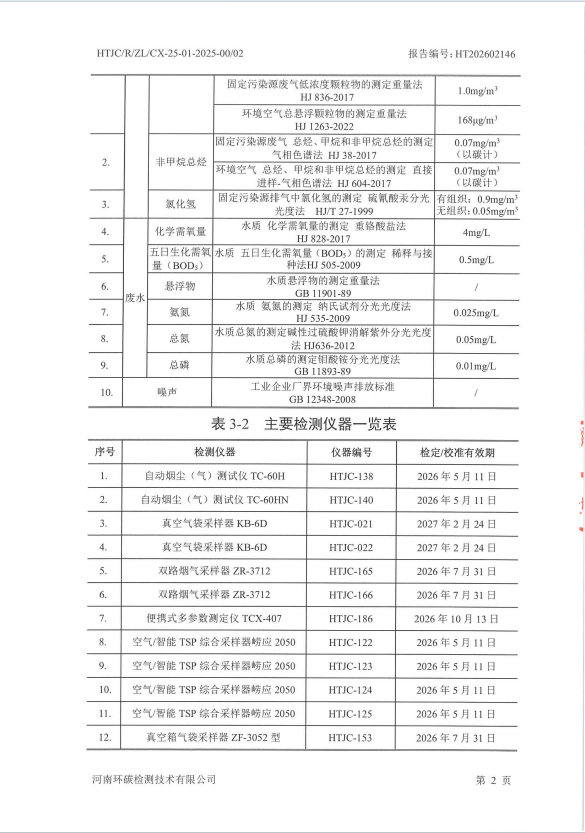 HTJC/R/ZL/CX-25-01-2025-00/02 报告编号: HT202602146
固定污染源废气低浓度颗粒物的测定重量法
HJ 836-2017
1.0mg/m³
环境空气总悬浮颗粒物的测定重量法
HJ 1263-2022
168μg/m³
2.
非甲烷总烃
固定污染源废气 总烃、甲烷和非甲烷总烃的测定
气相色谱法 HJ 38-2017
0.07mg/m³
（以碳计）
环境空气 总烃、甲烷和非甲烷总烃的测定 直接
进样-气相色谱法 HJ 604-2017
0.07mg/m³
（以碳计）
3.
氯化氢
固定污染源排气中氯化氢的测定 硫氰酸汞分光
光度法 HJ/T 27-1999
有组织: 0.9mg/m³
无组织: 0.05mg/m³
废水
4.
化学需氧量
水质 化学需氧量的测定 重铬酸盐法
HJ 828-2017
4mg/L
5.
五日生化需氧
量（BOD₅）
水质 五日生化需氧量（BOD₅）的测定 稀释与接
种法HJ 505-2009
0.5mg/L
6.
悬浮物
水质悬浮物的测定重量法
GB 11901-89
/
7.
氨氮
水质 氨氮的测定 纳氏试剂分光光度法
HJ 535-2009
0.025mg/L
8.
总氮
水质总氮的测定碱性过硫酸钾消解紫外分光光度
法 HJ636-2012
0.05mg/L
9.
总磷
水质总磷的测定钼酸铵分光光度法
GB 11893-89
0.01mg/L
10.
噪声
工业企业厂界环境噪声排放标准
GB 12348-2008
/
表 3-2 主要检测仪器一览表
序号 检测仪器 仪器编号 检定/校准有效期
1. 自动烟尘（气）测试仪 TC-60H HTJC-138 2026 年 5 月 11 日
2. 自动烟尘（气）测试仪 TC-60HN HTJC-140 2026 年 5 月 11 日
3. 真空气袋采样器 KB-6D HTJC-021 2027 年 2 月 24 日
4. 真空气袋采样器 KB-6D HTJC-022 2027 年 2 月 24 日
5. 双路烟气采样器 ZR-3712 HTJC-165 2026 年 7 月 31 日
6. 双路烟气采样器 ZR-3712 HTJC-166 2026 年 7 月 31 日
7. 便携式多参数测定仪 TCX-407 HTJC-186 2026 年 10 月 13 日
8. 空气/智能 TSP 综合采样器崂应 2050 HTJC-122 2026 年 5 月 11 日
9. 空气/智能 TSP 综合采样器崂应 2050 HTJC-123 2026 年 5 月 11 日
10. 空气/智能 TSP 综合采样器崂应 2050 HTJC-124 2026 年 5 月 11 日
11. 空气/智能 TSP 综合采样器崂应 2050 HTJC-125 2026 年 5 月 11 日
12. 真空箱气袋采样器 ZF-3052 型 HTJC-153 2026 年 7 月 31 日
河南环碳检测技术有限公司 第 2 页